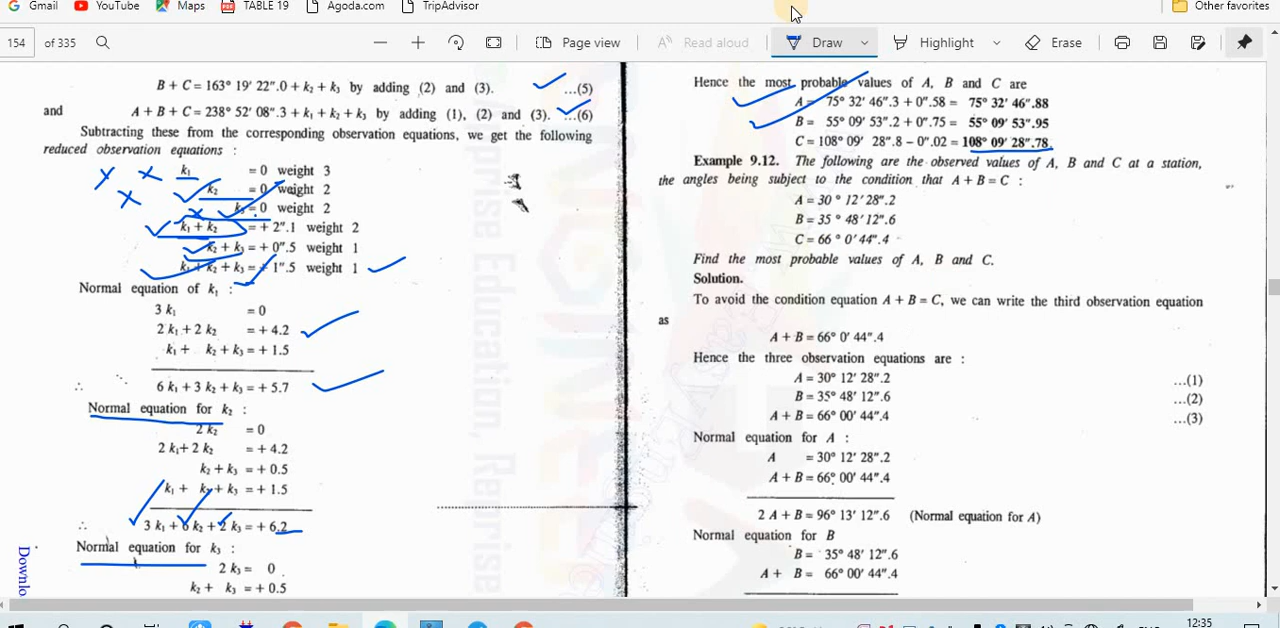 Gmail YouTube Maps TABLE 19 Agoda.com TripAdvisor Other favorites
154 of 335 Page view Read aloud Draw Highlight Erase
B + C = 163° 19' 22".0 + k₂ + k₃ by adding (2) and (3). ...(5)
and A + B + C = 238° 52' 08".3 + k₁ + k₂ + k₃ by adding (1), (2) and (3). ...(6)
Subtracting these from the corresponding observation equations, we get the following
reduced observation equations :
k₁ = 0 weight 3
k₂ = 0 weight 2
k₃ = 0 weight 2
k₁ + k₂ = + 2".1 weight 2
k₂ + k₃ = + 0".5 weight 1
k₁ + k₂ + k₃ = + 1".5 weight 1
Normal equation of k₁ :
3 k₁ = 0
2 k₁ + 2 k₂ = + 4.2
k₁ + k₂ + k₃ = + 1.5
∴ 6 k₁ + 3 k₂ + k₃ = + 5.7
Normal equation for k₂ :
2 k₂ = 0
2 k₁ + 2 k₂ = + 4.2
k₂ + k₃ = + 0.5
k₁ + k₂ + k₃ = + 1.5
∴ 3 k₁ + 6 k₂ + 2 k₃ = + 6.2
Normal equation for k₃ :
2 k₃ = 0
k₂ + k₃ = + 0.5
Downlo
Hence the most probable values of A, B and C are
A = 75° 32' 46".3 + 0".58 = 75° 32' 46".88
B = 55° 09' 53".2 + 0".75 = 55° 09' 53".95
C = 108° 09' 28".8 − 0".02 = 108° 09' 28".78.
Example 9.12. The following are the observed values of A, B and C at a station,
the angles being subject to the condition that A + B = C :
A = 30° 12' 28".2
B = 35° 48' 12".6
C = 66° 0' 44".4
Find the most probable values of A, B and C.
Solution.
To avoid the condition equation A + B = C, we can write the third observation equation
as
A + B = 66° 0' 44".4
Hence the three observation equations are :
A = 30° 12' 28".2 ...(1)
B = 35° 48' 12".6 ...(2)
A + B = 66° 00' 44".4 ...(3)
Normal equation for A :
A = 30° 12' 28".2
A + B = 66° 00' 44".4
2 A + B = 96° 13' 12".6 (Normal equation for A)
Normal equation for B
B = 35° 48' 12".6
A + B = 66° 00' 44".4
12:35